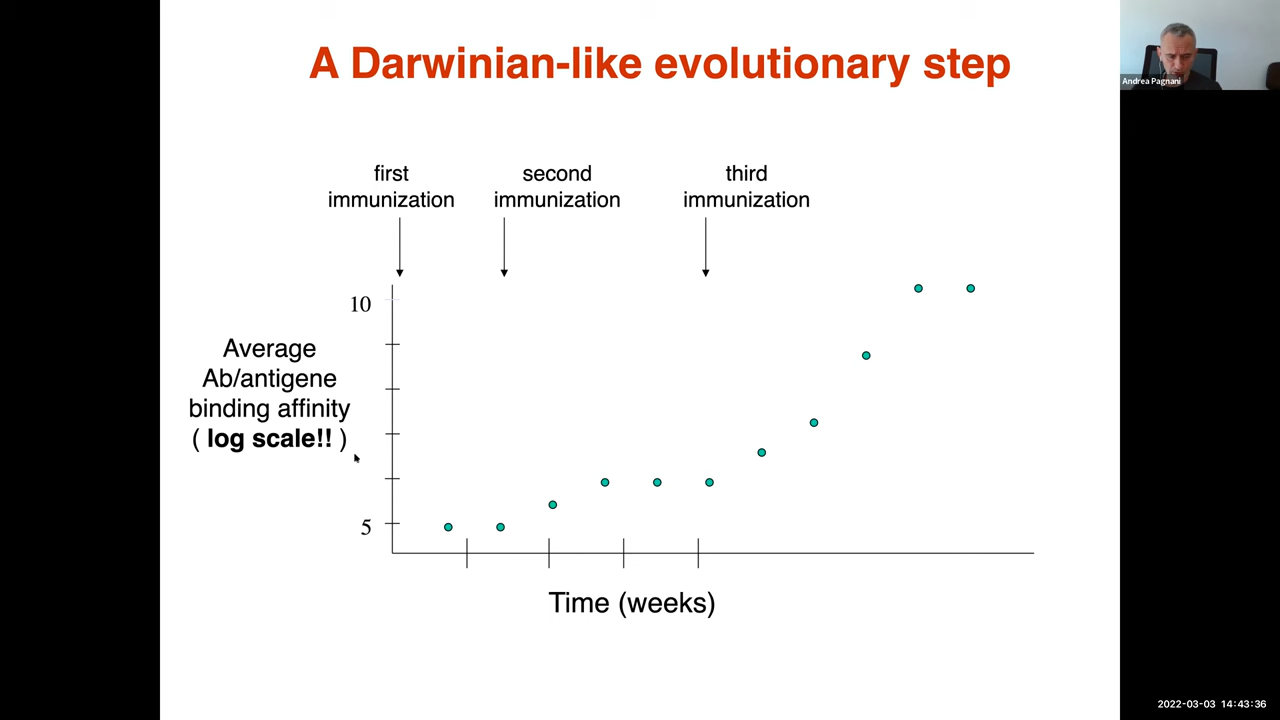 A Darwinian-like evolutionary step
Andrea Pagnani
first
immunization
second
immunization
third
immunization
10
Average
Ab/antigene
binding affinity
( log scale!! )
5
Time (weeks)
2022-03-03 14:43:36